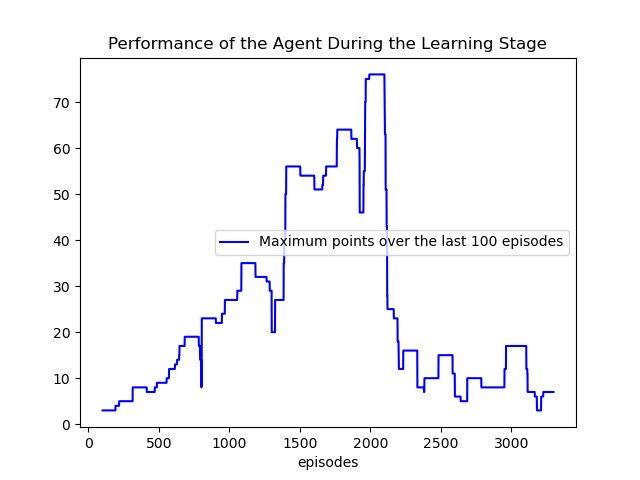 Performance of the Agent During the Learning Stage
70
60
50
40
30
20
10
0
Maximum points over the last 100 episodes
0 500 1000 1500 2000 2500 3000
episodes